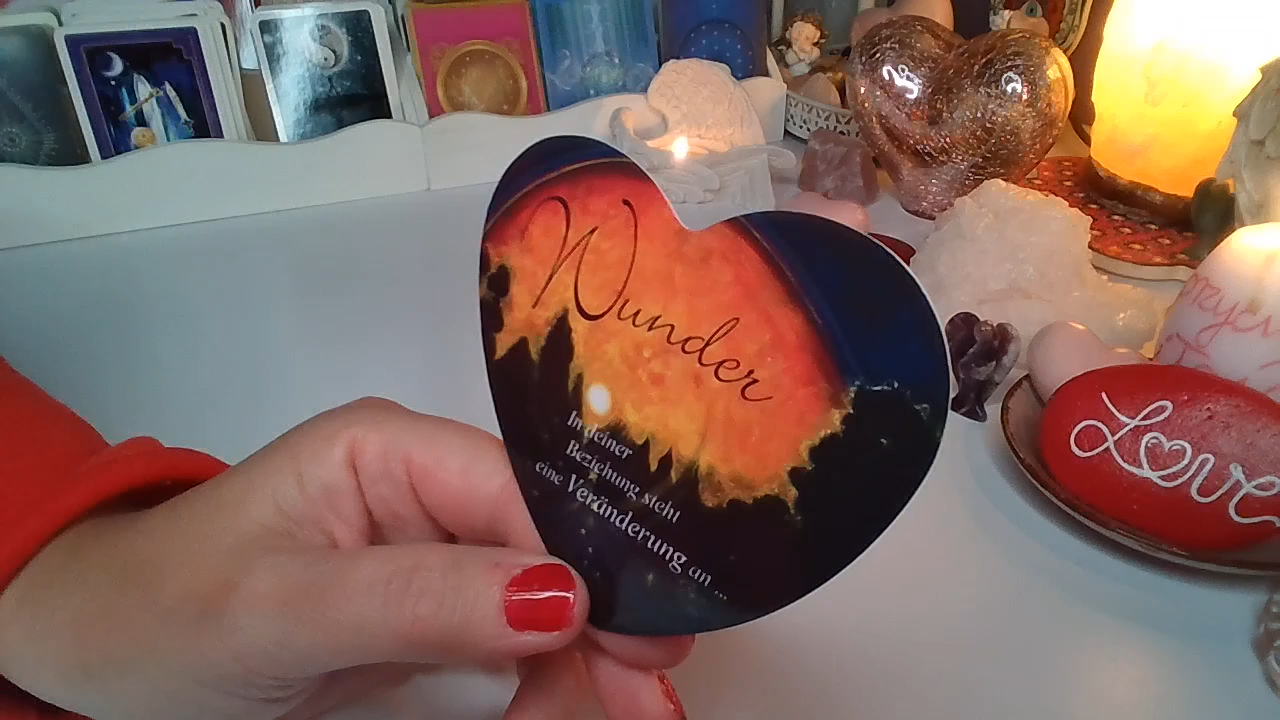 Wunder
In deiner
Beziehung steht
eine Veränderung an ...
Love